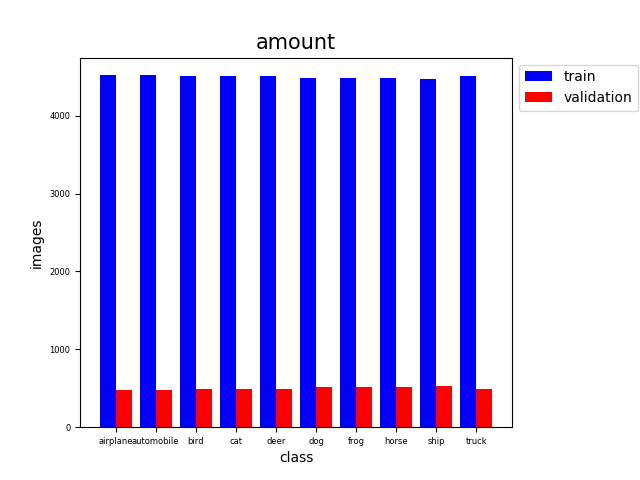 amount
train
validation
images
4000
3000
2000
1000
0
airplane automobile bird cat deer dog frog horse ship truck
class